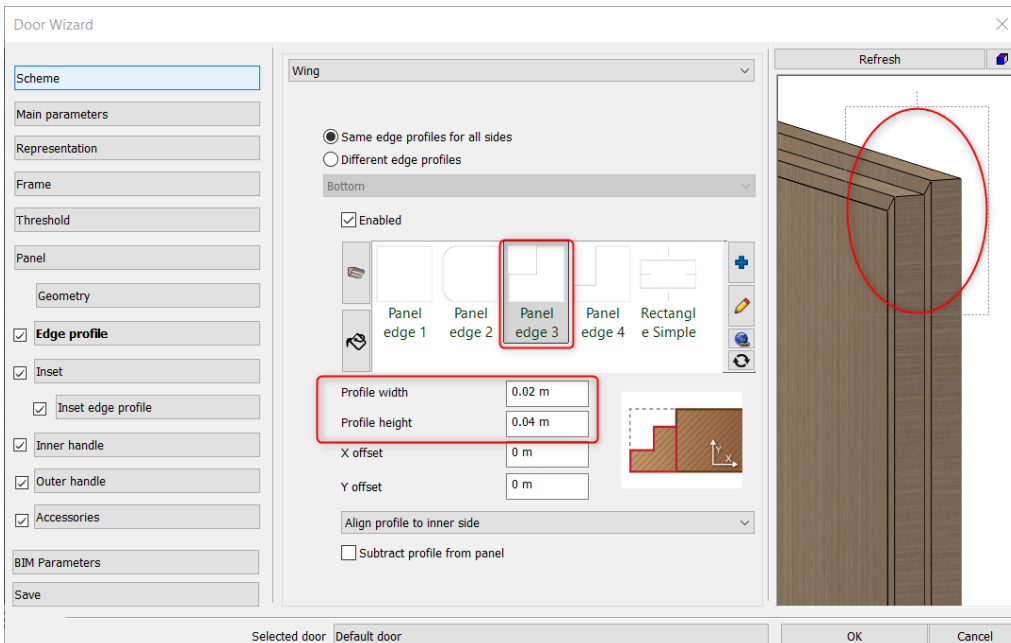 Door Wizard
Scheme
Main parameters
Representation
Frame
Threshold
Panel
Geometry
Edge profile
Inset
Inset edge profile
Inner handle
Outer handle
Accessories
BIM Parameters
Save
Wing
Same edge profiles for all sides
Different edge profiles
Bottom
Enabled
Panel
edge 1
Panel
edge 2
Panel
edge 3
Panel
edge 4
Rectangl
e Simple
Profile width 0.02 m
Profile height 0.04 m
X offset 0 m
Y offset 0 m
Y
X
Align profile to inner side
Subtract profile from panel
Refresh
Selected door Default door
OK Cancel